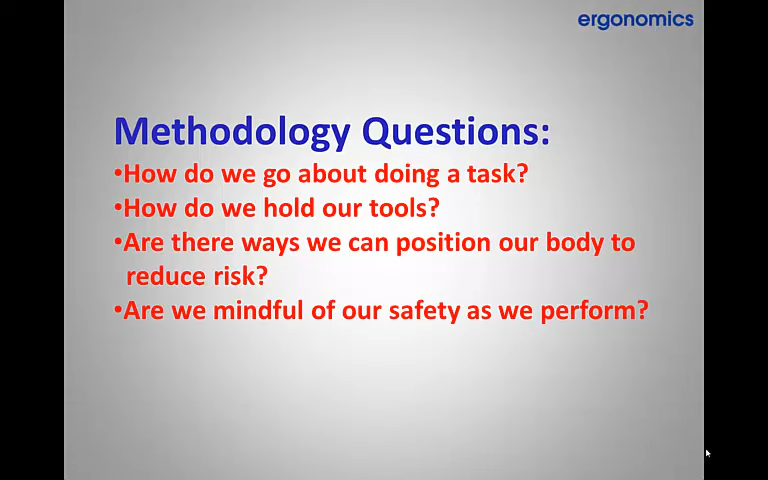 ergonomics
Methodology Questions:
•How do we go about doing a task?
•How do we hold our tools?
•Are there ways we can position our body to
reduce risk?
•Are we mindful of our safety as we perform?